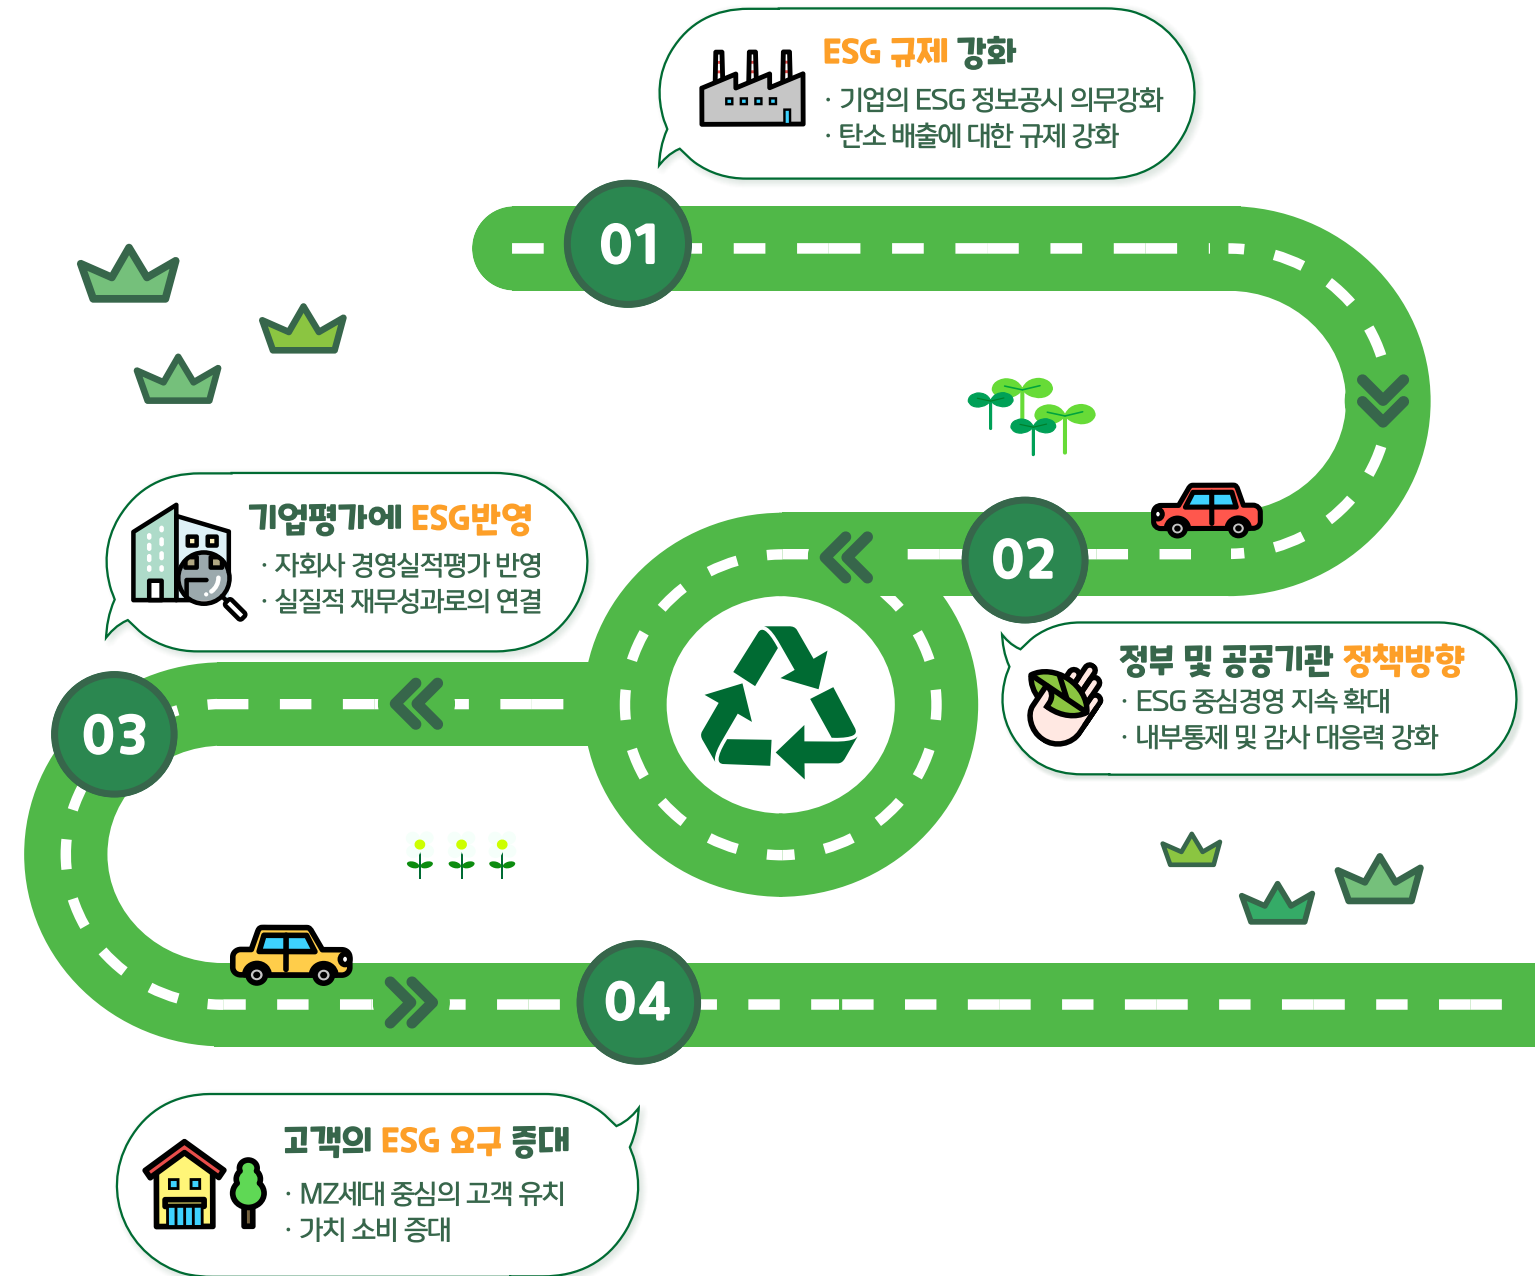 ESG 규제 강화
· 기업의 ESG 정보공시 의무강화
· 탄소 배출에 대한 규제 강화
01
02
정부 및 공공기관 정책방향
· ESG 중심경영 지속 확대
· 내부통제 및 감사 대응력 강화
기업평가에 ESG반영
· 자회사 경영실적평가 반영
· 실질적 재무성과로의 연결
03
04
고객의 ESG 요구 증대
· MZ세대 중심의 고객 유치
· 가치 소비 증대